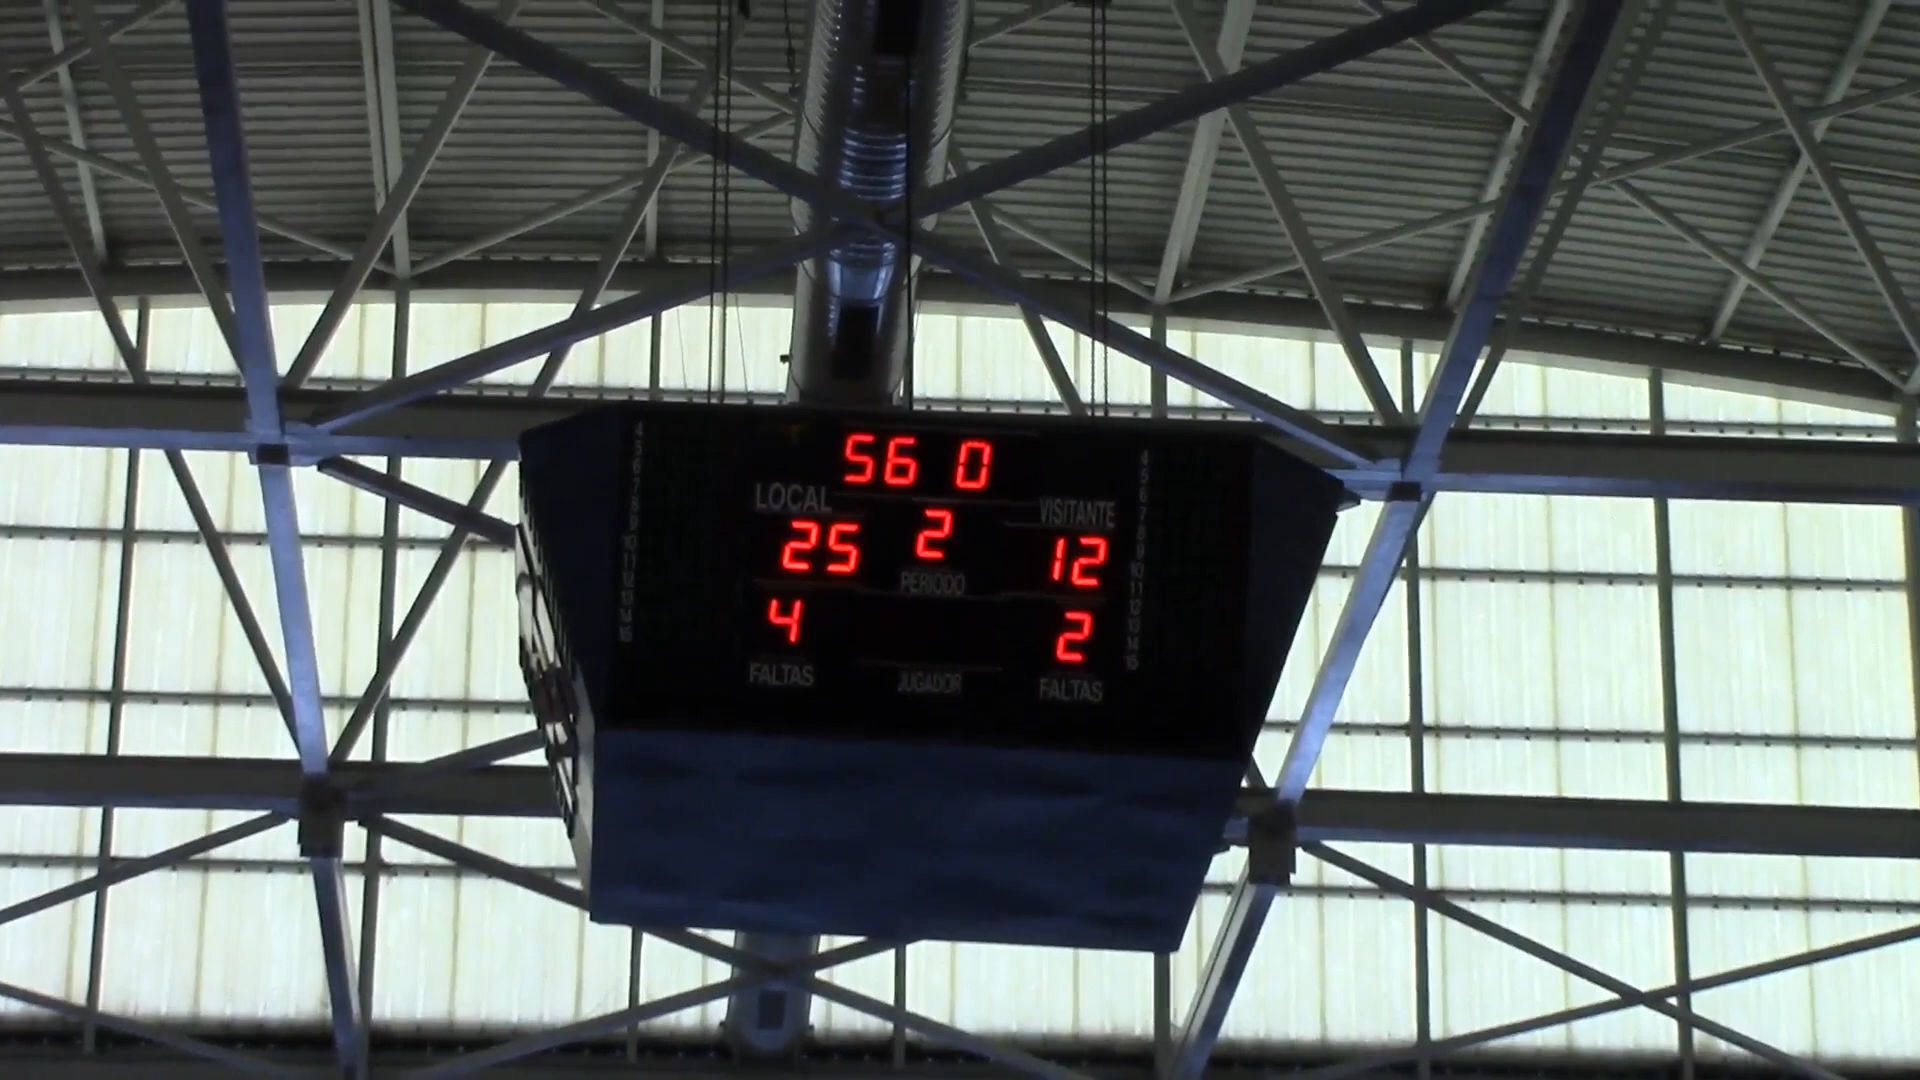 56 0
LOCAL VISITANTE
25 2 12
PERIODO
4 2
FALTAS JUGADOR FALTAS